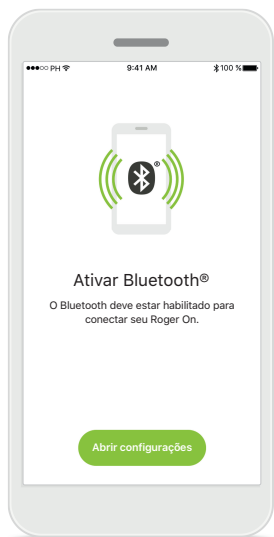 PH 9:41 AM 100 %
Ativar Bluetooth®
O Bluetooth deve estar habilitado para
conectar seu Roger On.
Abrir configurações